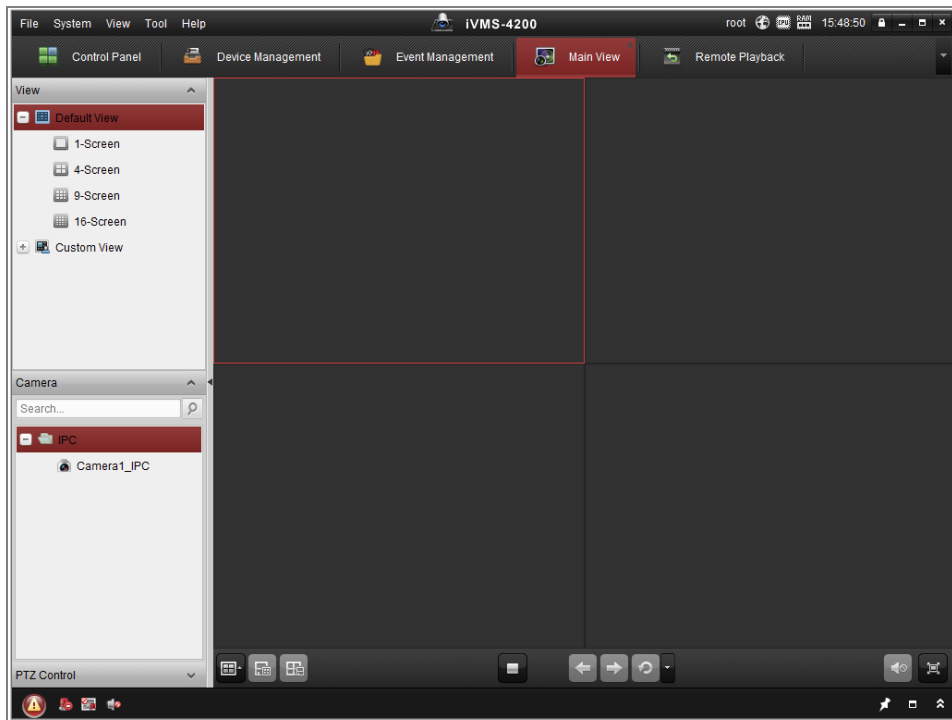 File System View Tool Help iVMS-4200 root CPU RAM 15:48:50
Control Panel Device Management Event Management Main View Remote Playback
View
Default View
1-Screen
4-Screen
9-Screen
16-Screen
Custom View
Camera
Search...
IPC
Camera1_IPC
PTZ Control